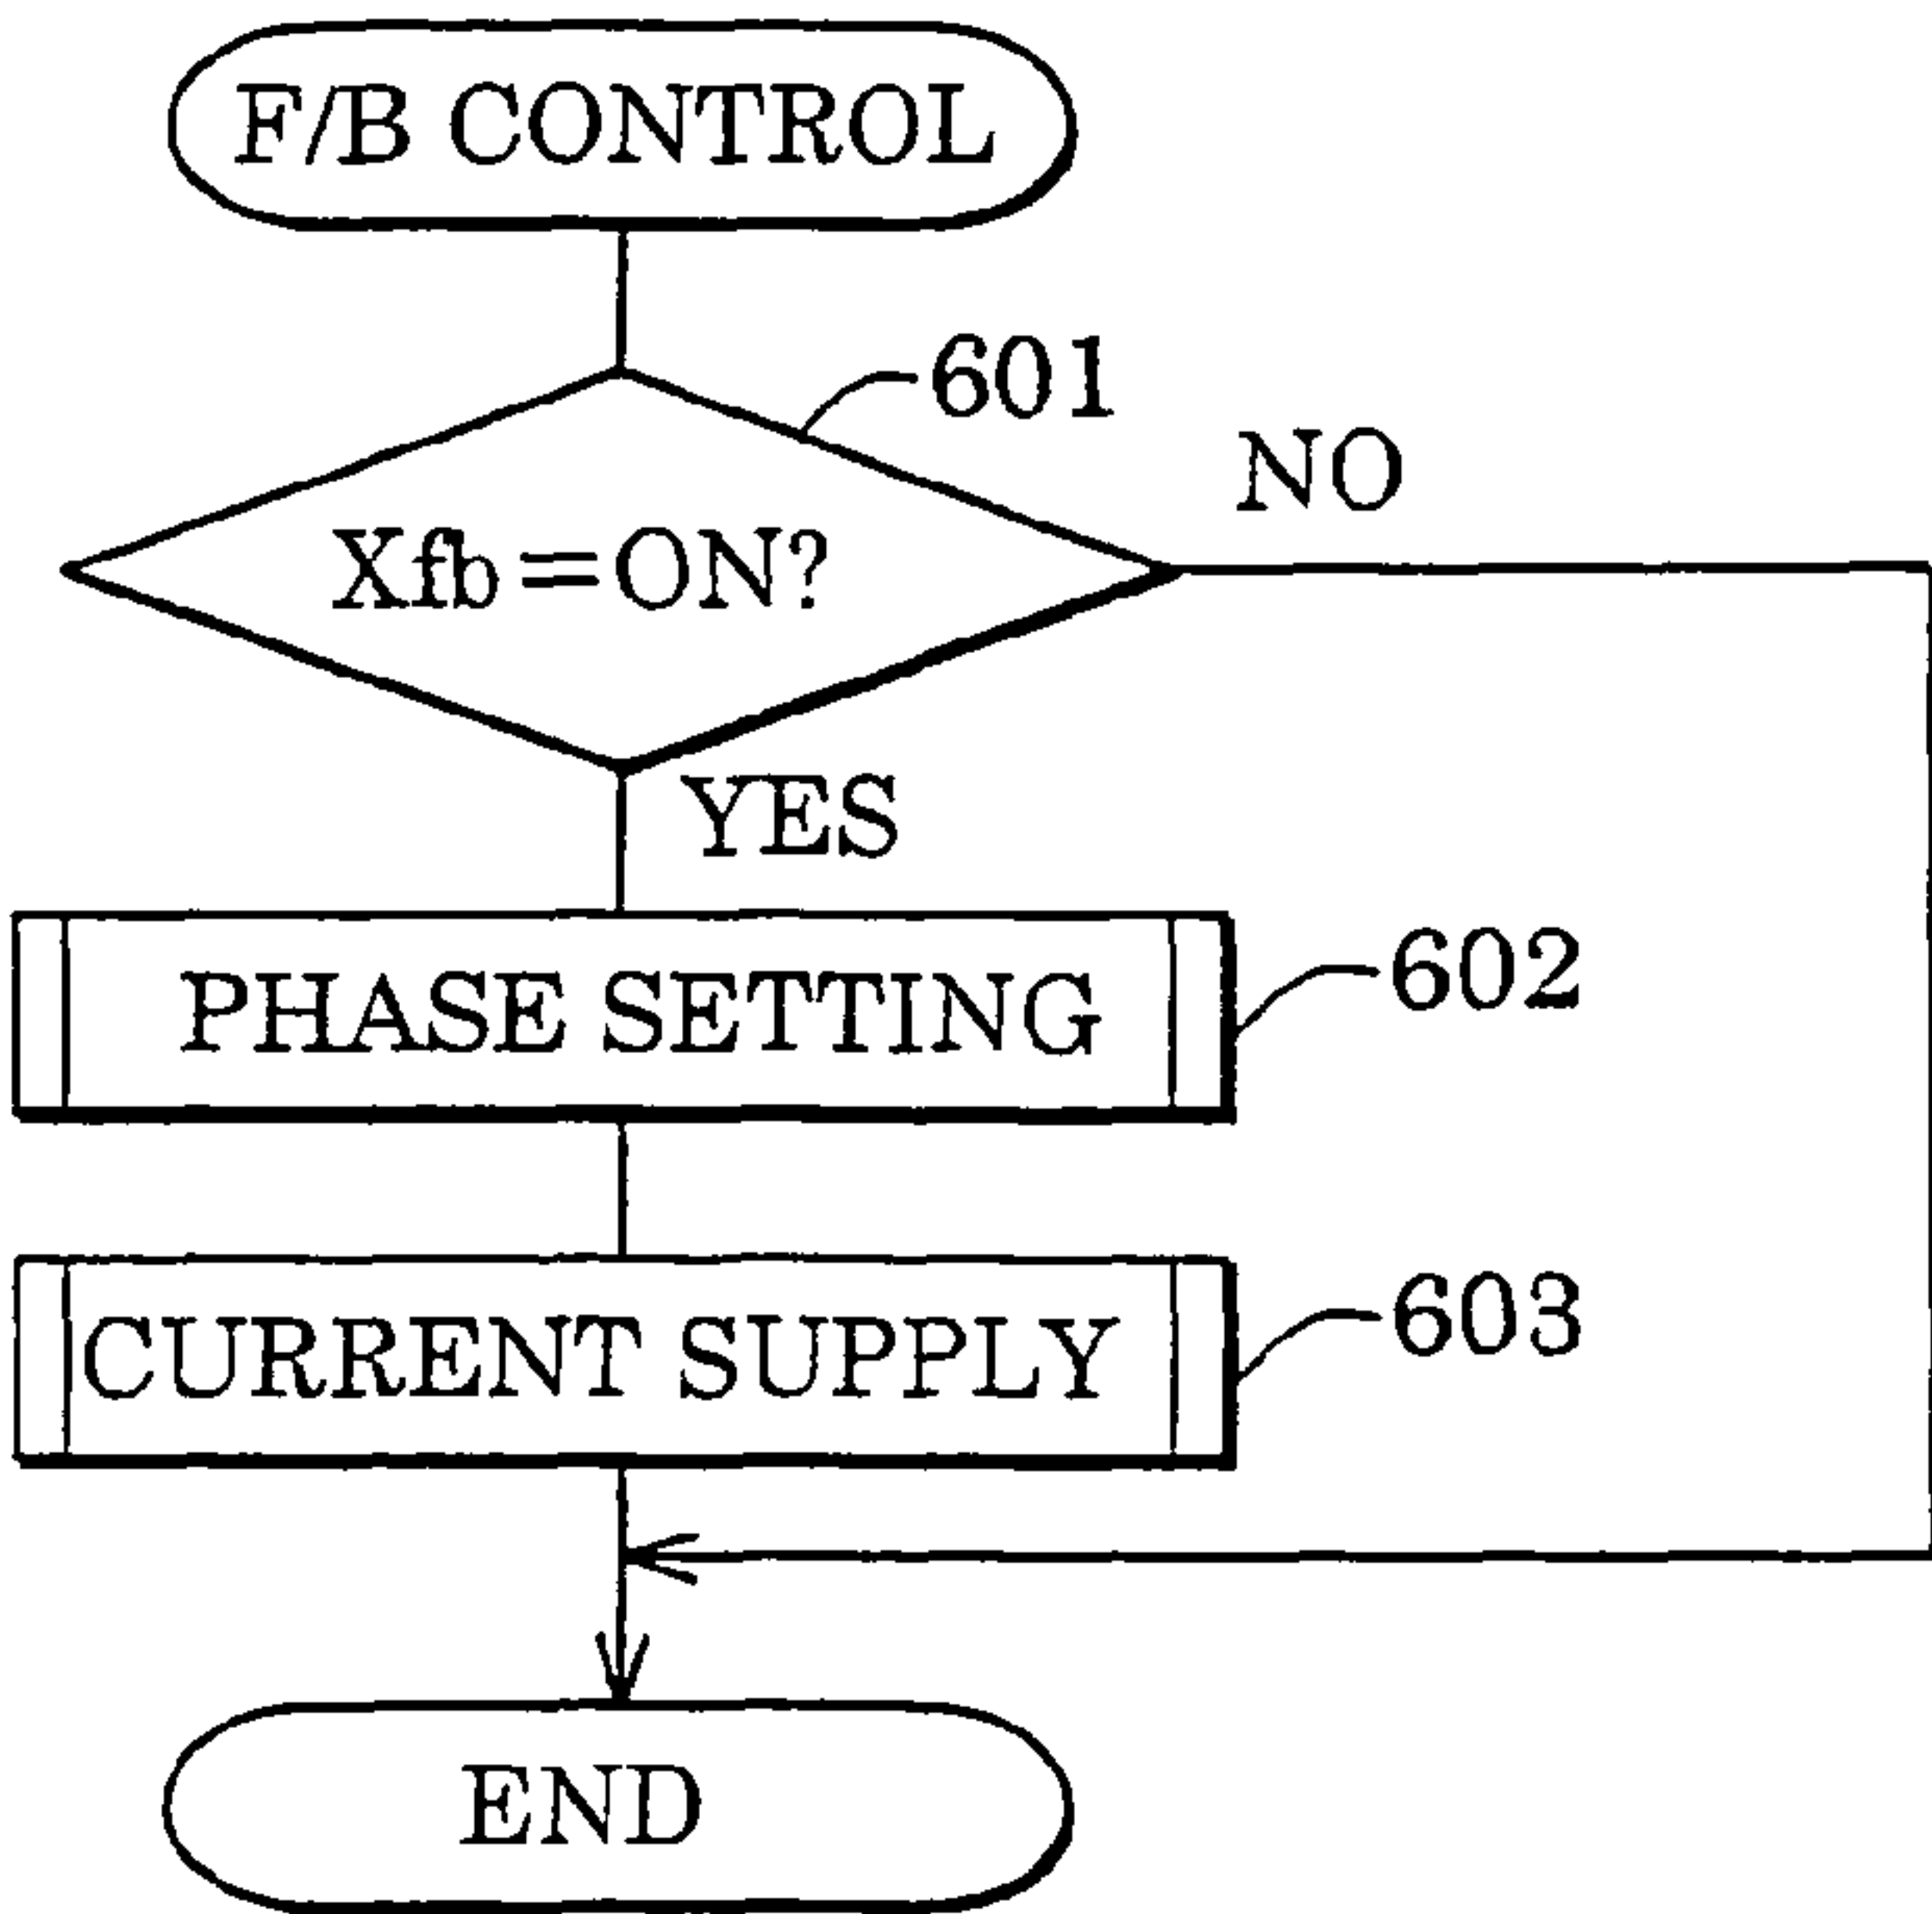 F/B CONTROL
601
NO
Xfb=ON?
YES
PHASE SETTING
602
CURRENT SUPPLY
603
END